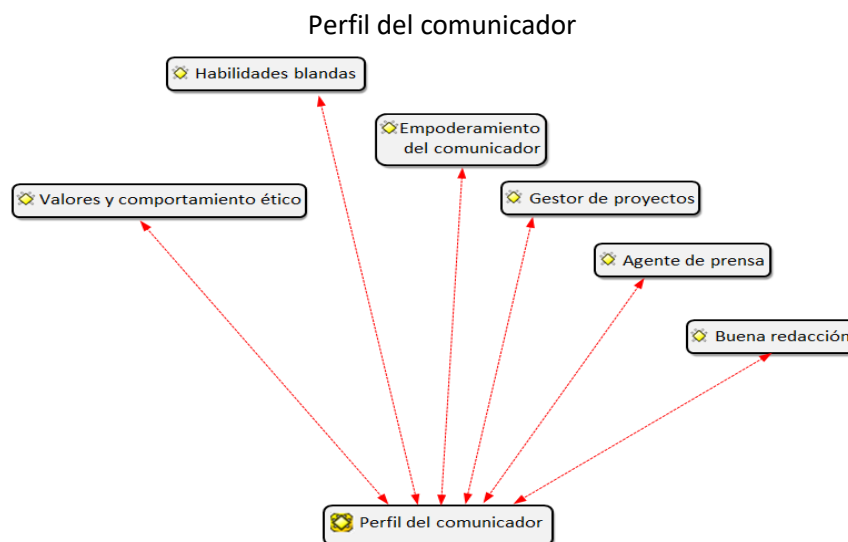 Perfil del comunicador
Habilidades blandas
Empoderamiento
del comunicador
Valores y comportamiento ético
Gestor de proyectos
Agente de prensa
Buena redacción
Perfil del comunicador